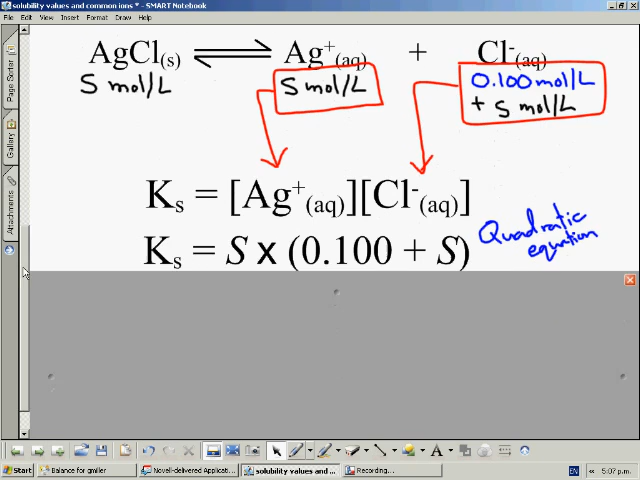 solubility values and common ions * - SMART Notebook
File Edit View Insert Format Draw Help
AgCl(s) ⇌ Ag+(aq) + Cl-(aq)
S mol/L S mol/L 0.100 mol/L
+ S mol/L
Ks = [Ag+(aq)][Cl-(aq)]
Ks = S x (0.100 + S)
Quadratic
equation
Page Sorter
Gallery
Attachments
A
Start Balance for gmiller Novell-delivered Applicati... solubility values and ... Recording... EN 5:07 p.m.